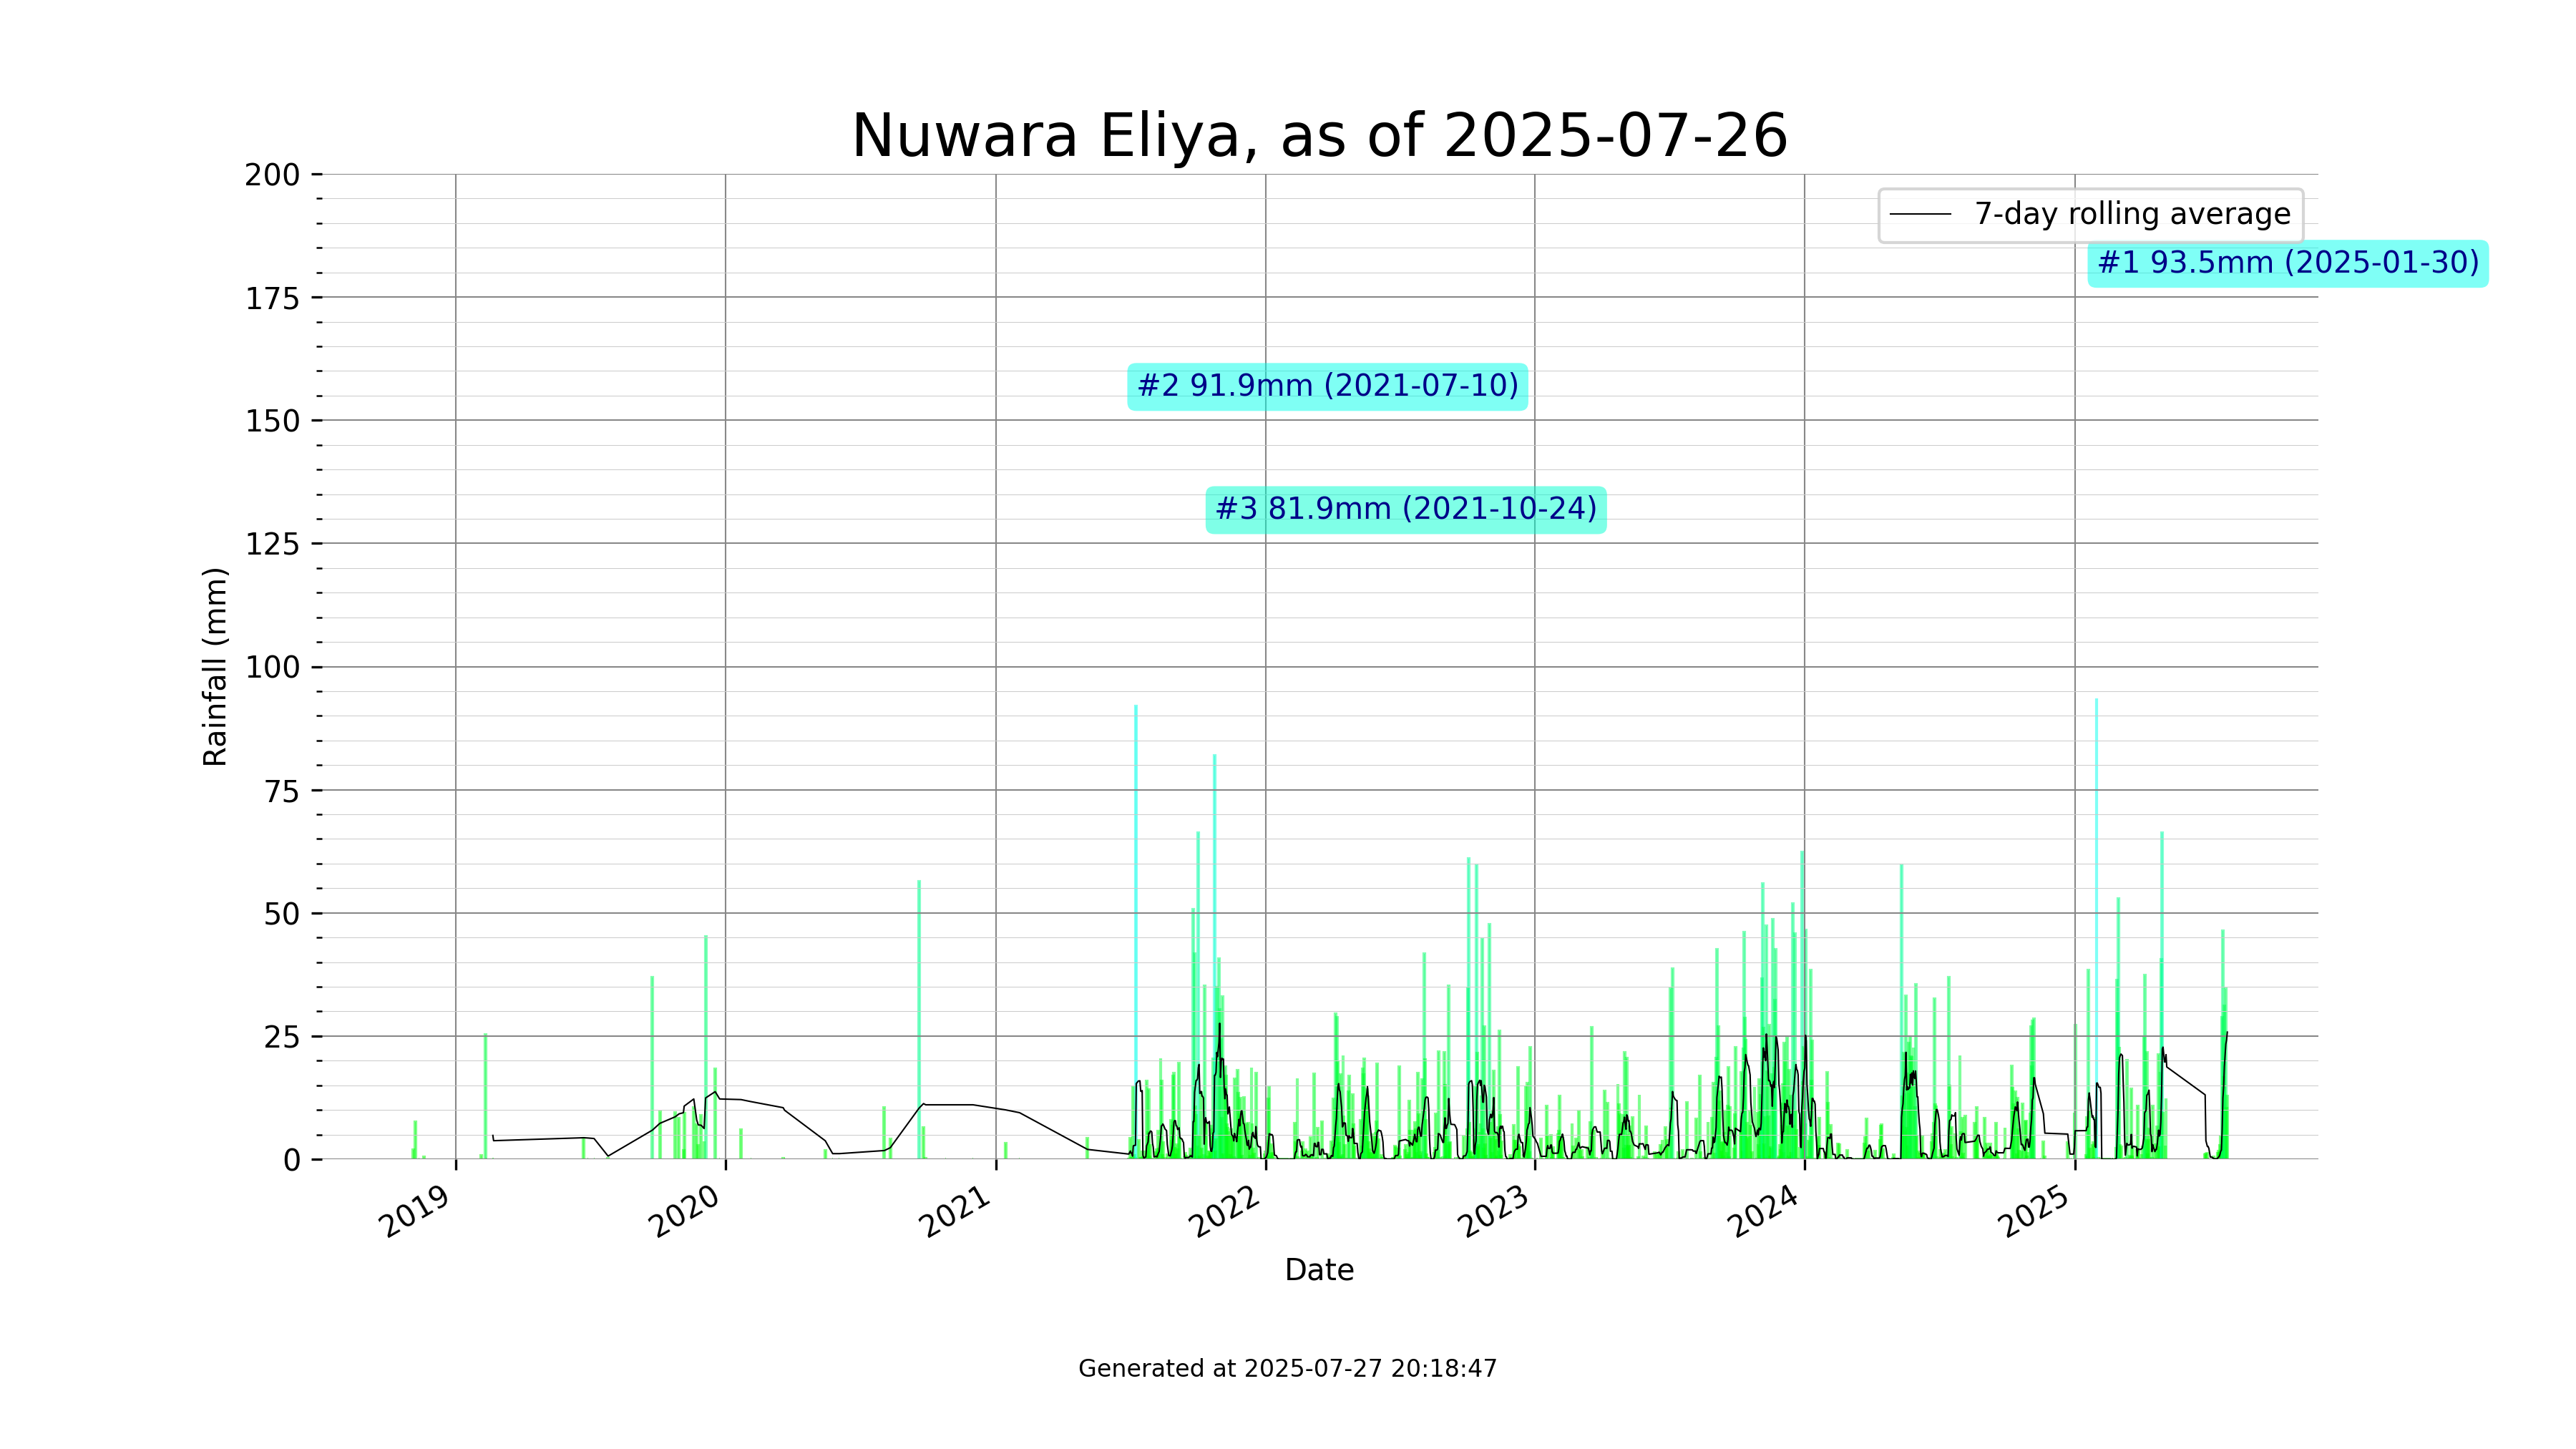 Nuwara Eliya, as of 2025-07-26
200
175
150
125
100
75
50
25
0
Rainfall (mm)
7-day rolling average
#1 93.5mm (2025-01-30)
#2 91.9mm (2021-07-10)
#3 81.9mm (2021-10-24)
2019
2020
2021
2022
2023
2024
2025
Date
Generated at 2025-07-27 20:18:47